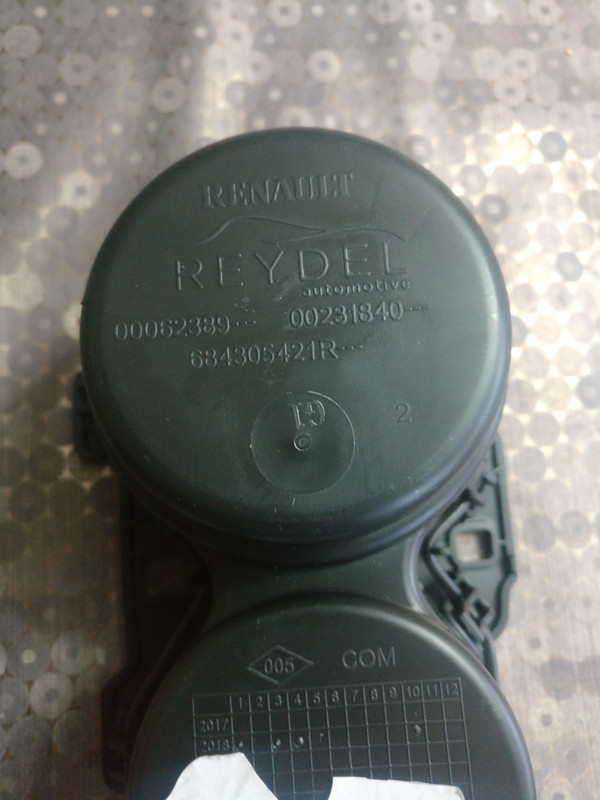 RENAULT
REYDEL
automotive
00062389--- 00231840---
684305421R---
2
005 COM
1 2 3 4 5 6 7 8 9 10 11 12
2017
2018